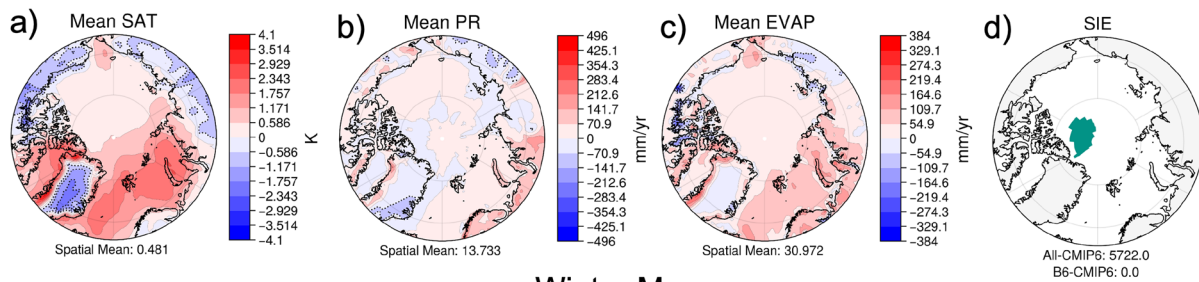 a)
Mean SAT
4.1
3.514
2.929
2.343
1.757
1.171
0.586
0
−0.586
−1.171
−1.757
−2.343
−2.929
−3.514
−4.1
K
Spatial Mean: 0.481
b)
Mean PR
496
425.1
354.3
283.4
212.6
141.7
70.9
0
−70.9
−141.7
−212.6
−283.4
−354.3
−425.1
−496
mm/yr
Spatial Mean: 13.733
c)
Mean EVAP
384
329.1
274.3
219.4
164.6
109.7
54.9
0
−54.9
−109.7
−164.6
−219.4
−274.3
−329.1
−384
mm/yr
Spatial Mean: 30.972
d)
SIE
All-CMIP6: 5722.0
B6-CMIP6: 0.0